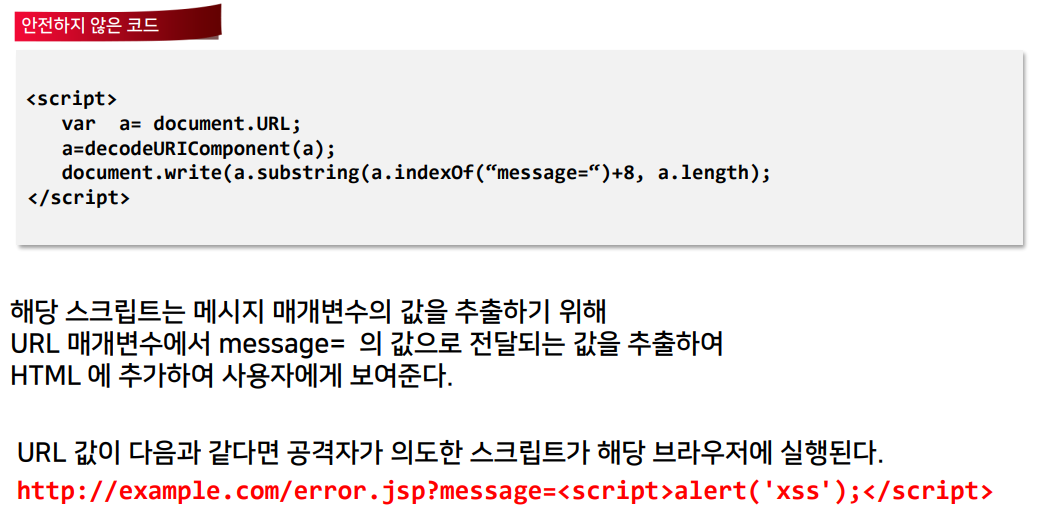 안전하지 않은 코드
<script>
var a= document.URL;
a=decodeURIComponent(a);
document.write(a.substring(a.indexOf(“message=“)+8, a.length);
</script>
해당 스크립트는 메시지 매개변수의 값을 추출하기 위해
URL 매개변수에서 message= 의 값으로 전달되는 값을 추출하여
HTML 에 추가하여 사용자에게 보여준다.
URL 값이 다음과 같다면 공격자가 의도한 스크립트가 해당 브라우저에 실행된다.
http://example.com/error.jsp?message=<script>alert('xss');</script>